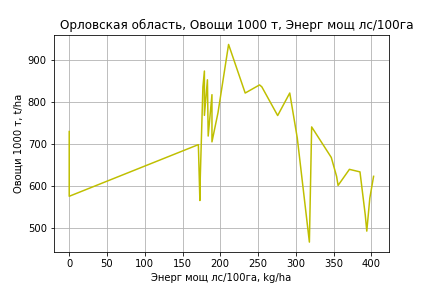 Орловская область, Овощи 1000 т, Энерг мощ лс/100га
900
800
700
600
500
Овощи 1000 т, t/ha
0 50 100 150 200 250 300 350 400
Энерг мощ лс/100га, kg/ha